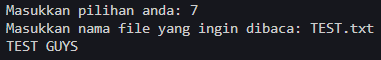 Masukkan pilihan anda: 7
Masukkan nama file yang ingin dibaca: TEST.txt
TEST GUYS